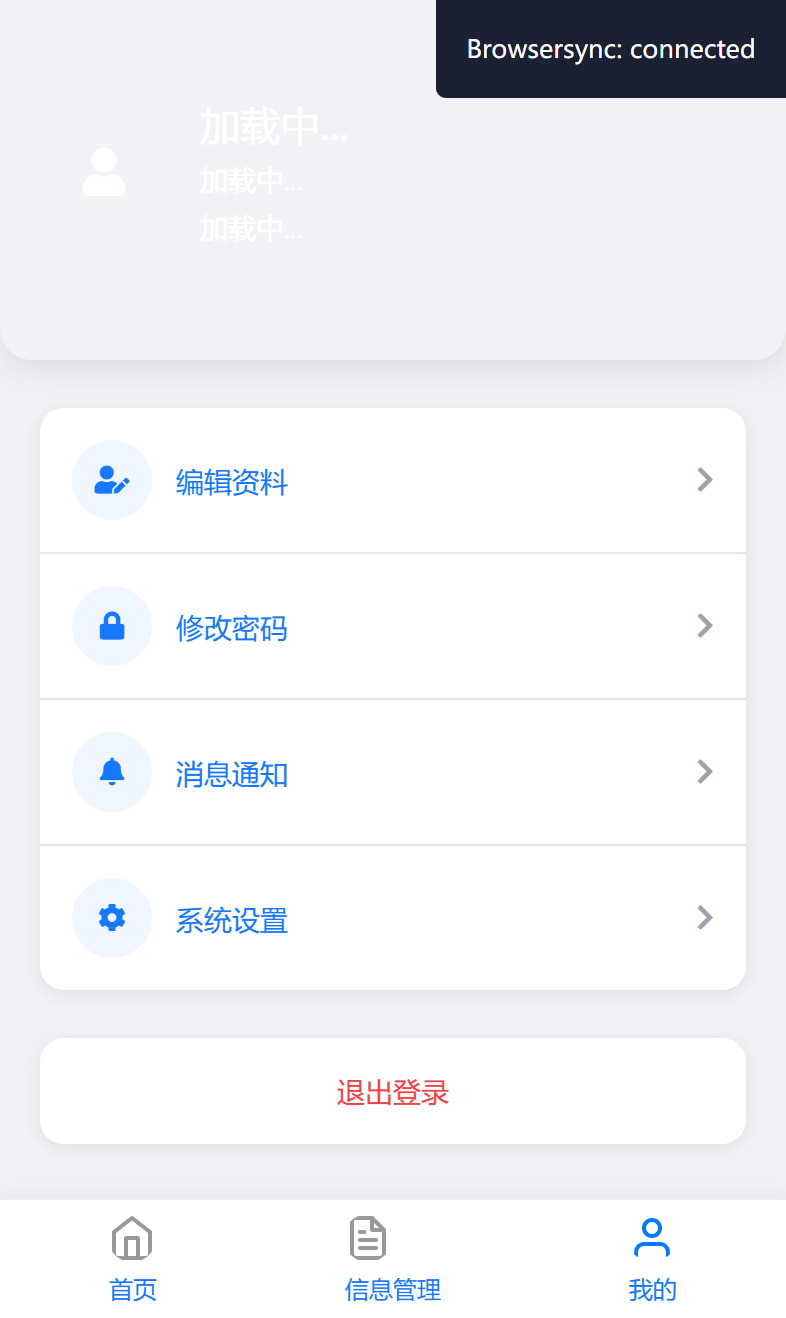 Browsersync: connected
加载中...
加载中...
加载中...
编辑资料
修改密码
消息通知
系统设置
退出登录
首页
信息管理
我的